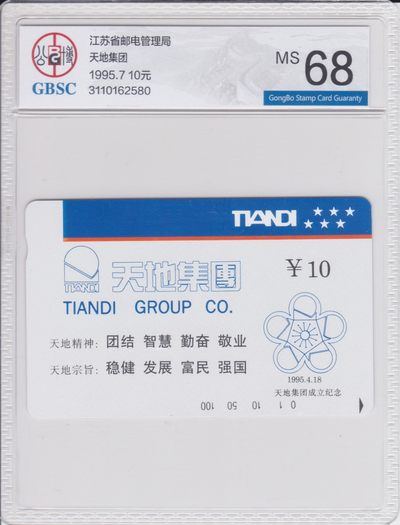 江苏省邮电管理局
天地集团
1995.7 10元
3110162580
GBSC
MS 68
GongBo Stamp Card Guaranty
TIANDI
TIANDI
天地集團
¥10
TIANDI GROUP CO.
天地精神: 团结 智慧 勤奋 敬业
天地宗旨: 稳健 发展 富民 强国
1995.4.18
天地集团成立纪念
0 1 10 50 100